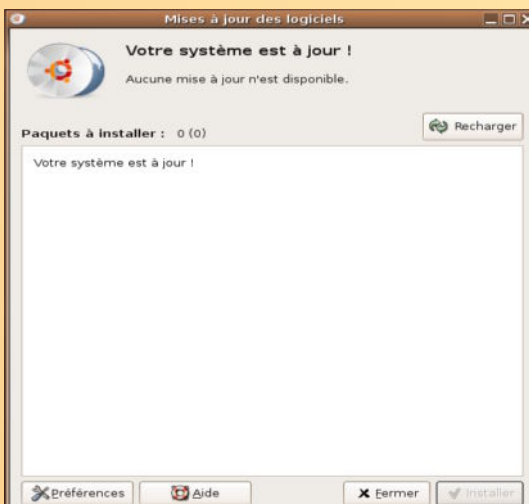 Mises à jour des logiciels
Votre système est à jour !
Aucune mise à jour n'est disponible.
Paquets à installer : 0 (0)
Recharger
Votre système est à jour !
Préférences
Aide
Fermer
Installer